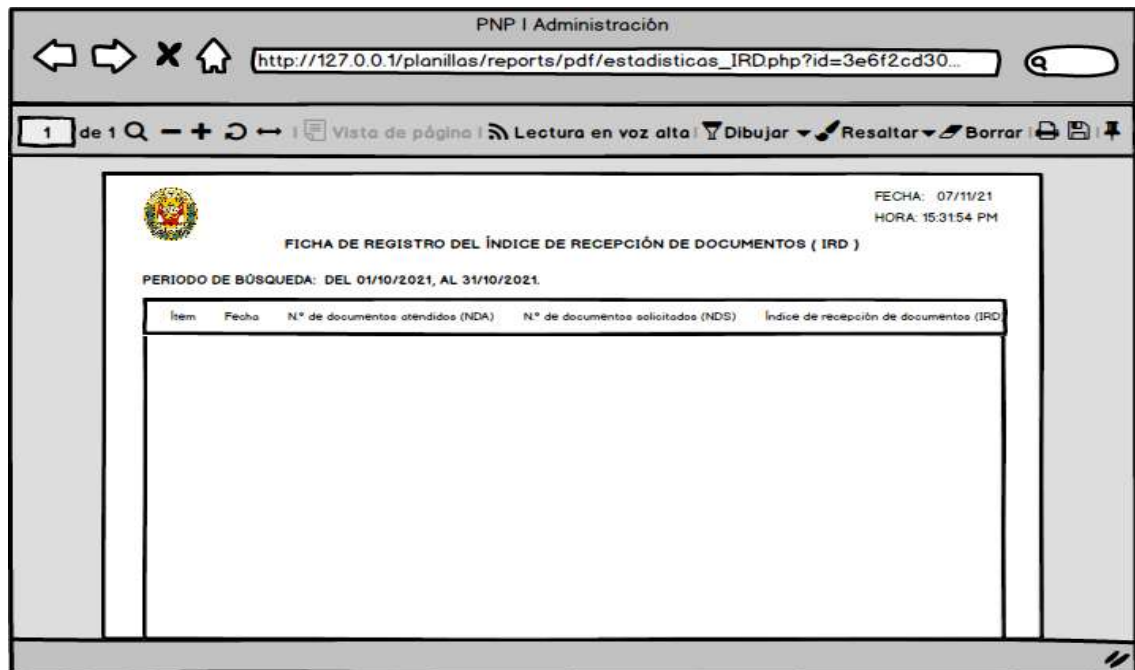 PNP | Administración
http://127.0.0.1/planillas/reports/pdf/estadisticas_IRD.php?id=3e6f2cd30...
1 de 1 | Vista de página | Lectura en voz alta | Dibujar Resaltar Borrar
FECHA: 07/11/21
HORA: 15:31:54 PM
FICHA DE REGISTRO DEL ÍNDICE DE RECEPCIÓN DE DOCUMENTOS ( IRD )
PERIODO DE BÚSQUEDA: DEL 01/10/2021, AL 31/10/2021.
Ítem Fecha N.º de documentos atendidos (NDA) N.º de documentos solicitados (NDS) Índice de recepción de documentos (IRD